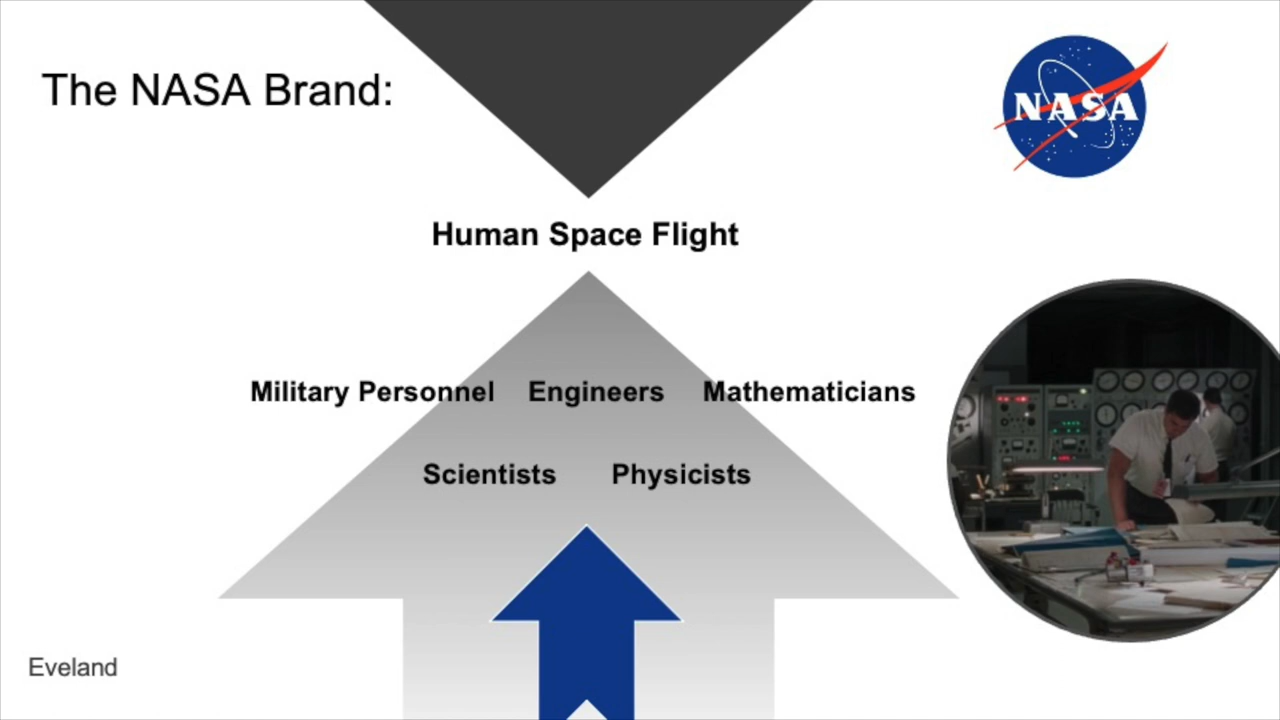 The NASA Brand:
NASA
Human Space Flight
Military Personnel Engineers Mathematicians
Scientists Physicists
Eveland